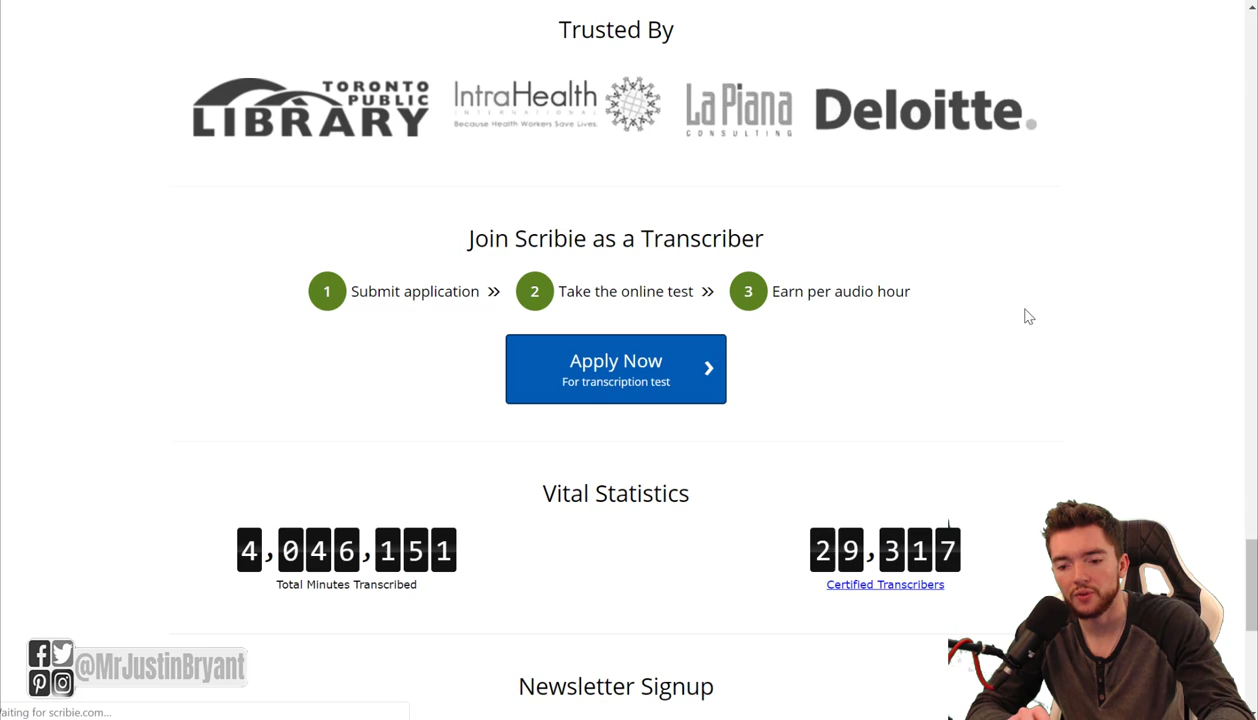 Trusted By
TORONTO
PUBLIC
LIBRARY
IntraHealth
INTERNATIONAL
Because Health Workers Save Lives.
La Piana
CONSULTING
Deloitte.
Join Scribie as a Transcriber
1 Submit application » 2 Take the online test » 3 Earn per audio hour
Apply Now ›
For transcription test
Vital Statistics
4,046,151
Total Minutes Transcribed
29,317
Certified Transcribers
@MrJustinBryant
Newsletter Signup
aiting for scribie.com...